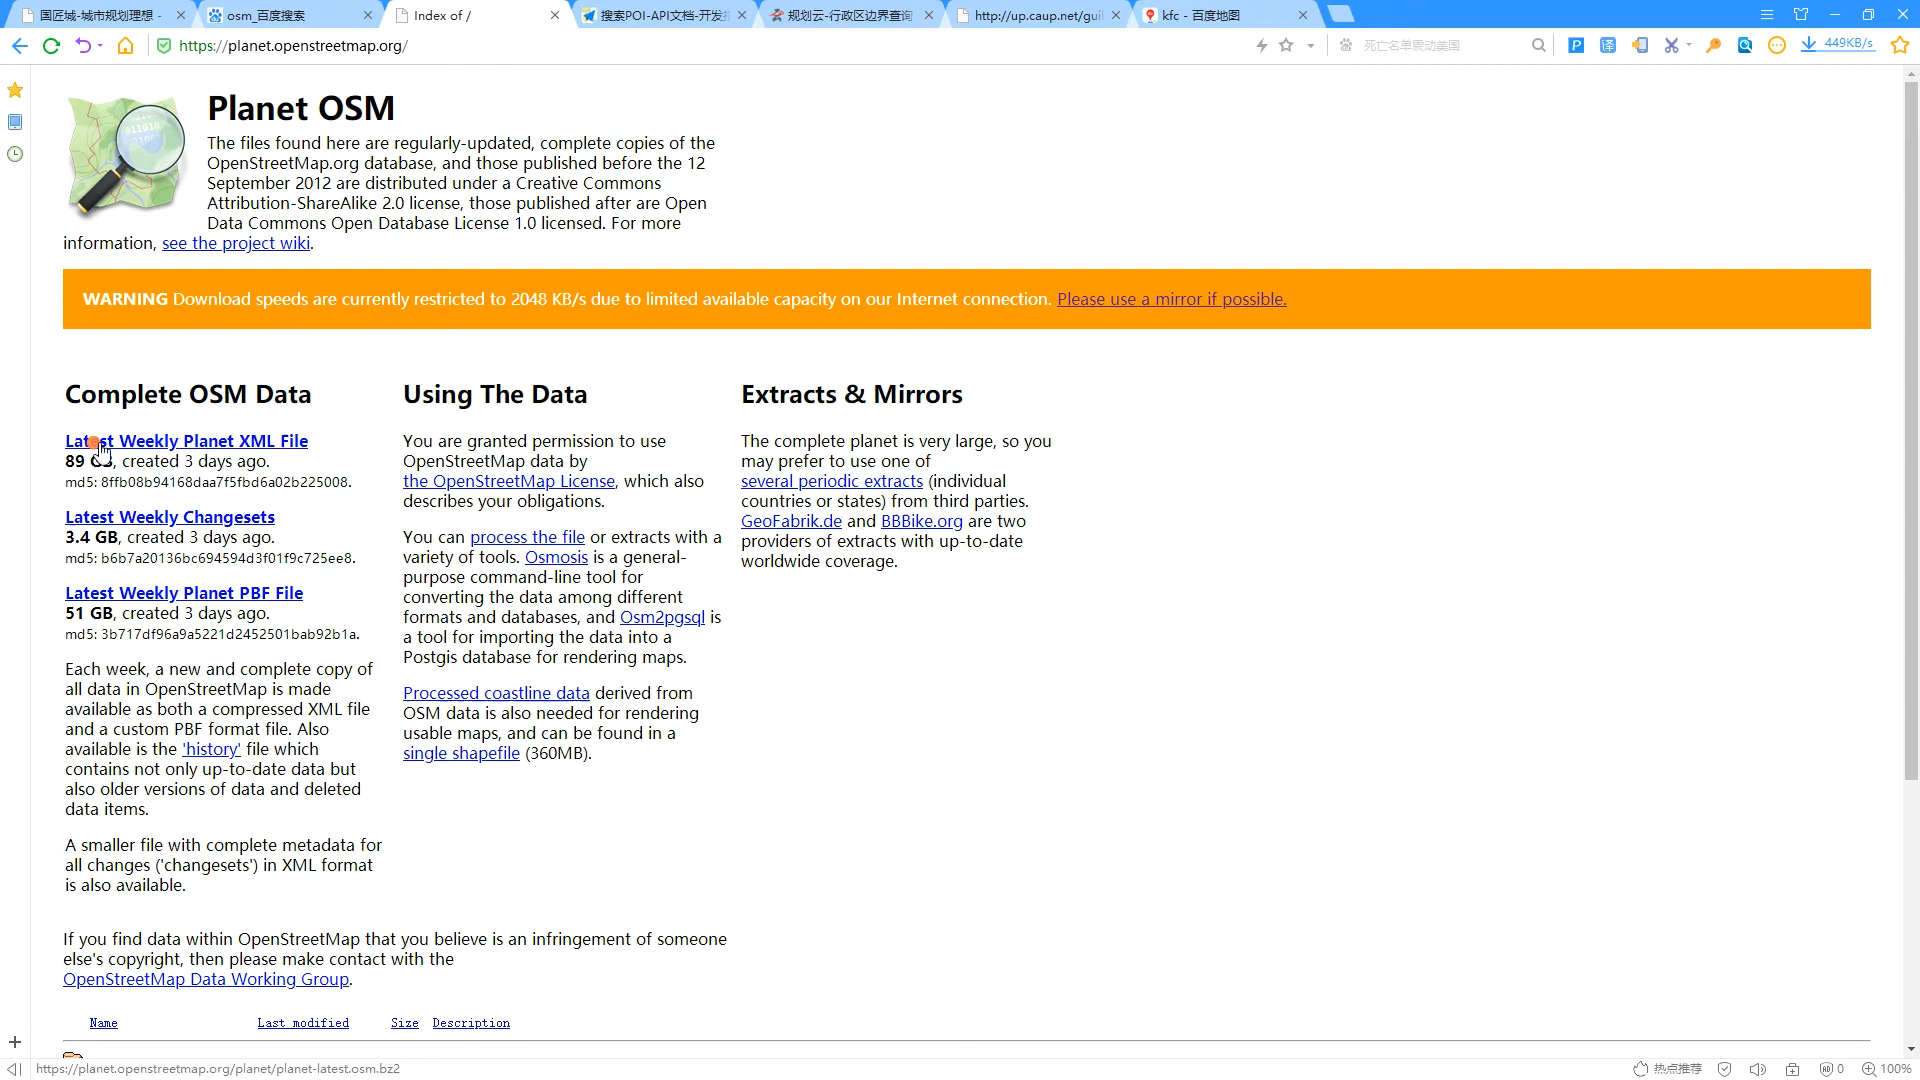 国匠城-城市规划理想 -
osm_百度搜索
Index of /
搜索POI-API文档-开发指
规划云-行政区边界查询
http://up.caup.net/gui
kfc - 百度地图
https://planet.openstreetmap.org/
死亡名单震动美国
449KB/s
Planet OSM
The files found here are regularly-updated, complete copies of the
OpenStreetMap.org database, and those published before the 12
September 2012 are distributed under a Creative Commons
Attribution-ShareAlike 2.0 license, those published after are Open
Data Commons Open Database License 1.0 licensed. For more
information, see the project wiki.
WARNING Download speeds are currently restricted to 2048 KB/s due to limited available capacity on our Internet connection. Please use a mirror if possible.
Complete OSM Data
Latest Weekly Planet XML File
89 GB, created 3 days ago.
md5: 8ffb08b94168daa7f5fbd6a02b225008.
Latest Weekly Changesets
3.4 GB, created 3 days ago.
md5: b6b7a20136bc694594d3f01f9c725ee8.
Latest Weekly Planet PBF File
51 GB, created 3 days ago.
md5: 3b717df96a9a5221d2452501bab92b1a.
Each week, a new and complete copy of
all data in OpenStreetMap is made
available as both a compressed XML file
and a custom PBF format file. Also
available is the 'history' file which
contains not only up-to-date data but
also older versions of data and deleted
data items.
A smaller file with complete metadata for
all changes ('changesets') in XML format
is also available.
Using The Data
You are granted permission to use
OpenStreetMap data by
the OpenStreetMap License, which also
describes your obligations.
You can process the file or extracts with a
variety of tools. Osmosis is a general-
purpose command-line tool for
converting the data among different
formats and databases, and Osm2pgsql is
a tool for importing the data into a
Postgis database for rendering maps.
Processed coastline data derived from
OSM data is also needed for rendering
usable maps, and can be found in a
single shapefile (360MB).
Extracts & Mirrors
The complete planet is very large, so you
may prefer to use one of
several periodic extracts (individual
countries or states) from third parties.
GeoFabrik.de and BBBike.org are two
providers of extracts with up-to-date
worldwide coverage.
If you find data within OpenStreetMap that you believe is an infringement of someone
else's copyright, then please make contact with the
OpenStreetMap Data Working Group.
Name Last modified Size Description
https://planet.openstreetmap.org/planet/planet-latest.osm.bz2
热点推荐
0
100%